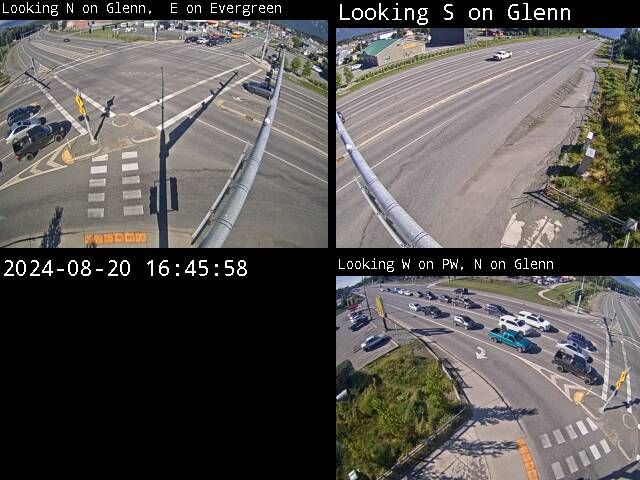 Looking N on Glenn,  E on Evergreen
Looking S on Glenn
2024-08-20 16:45:58
Looking W on PW, N on Glenn